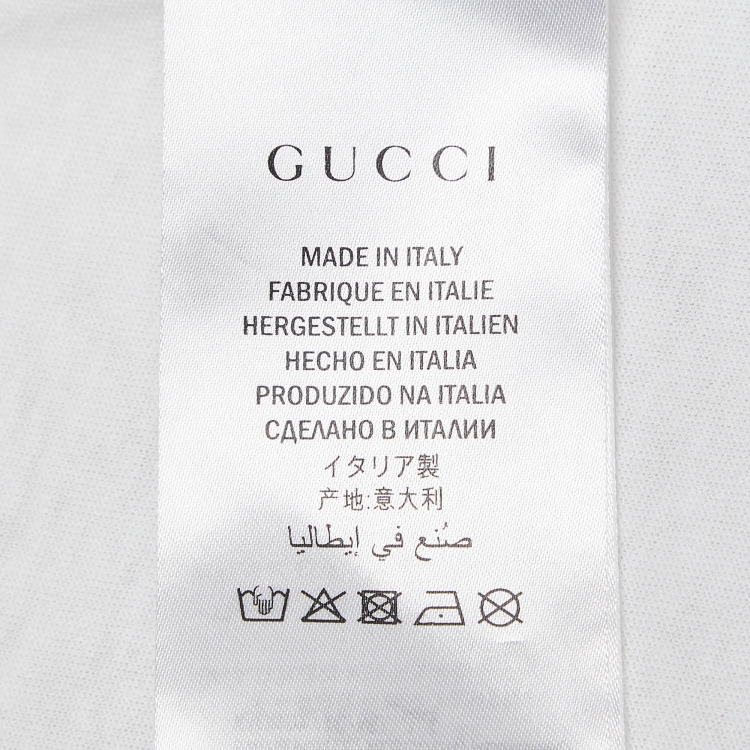 GUCCI
MADE IN ITALY
FABRIQUE EN ITALIE
HERGESTELLT IN ITALIEN
HECHO EN ITALIA
PRODUZIDO NA ITALIA
СДЕЛАНО В ИТАЛИИ
イタリア製
产地:意大利
صُنع في إيطاليا